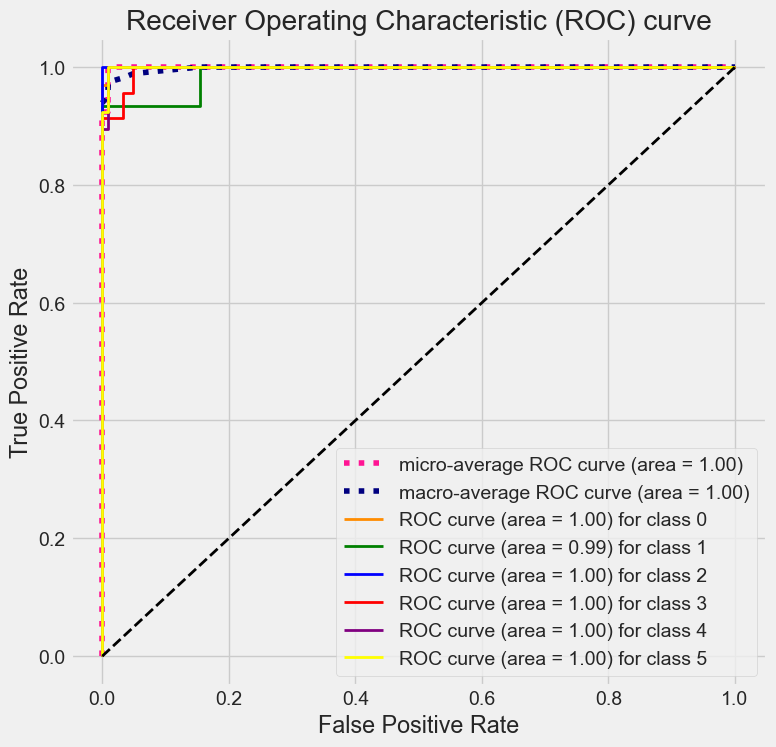 Receiver Operating Characteristic (ROC) curve
1.0
0.8
0.6
0.4
0.2
0.0
True Positive Rate
micro-average ROC curve (area = 1.00)
macro-average ROC curve (area = 1.00)
ROC curve (area = 1.00) for class 0
ROC curve (area = 0.99) for class 1
ROC curve (area = 1.00) for class 2
ROC curve (area = 1.00) for class 3
ROC curve (area = 1.00) for class 4
ROC curve (area = 1.00) for class 5
0.0 0.2 0.4 0.6 0.8 1.0
False Positive Rate